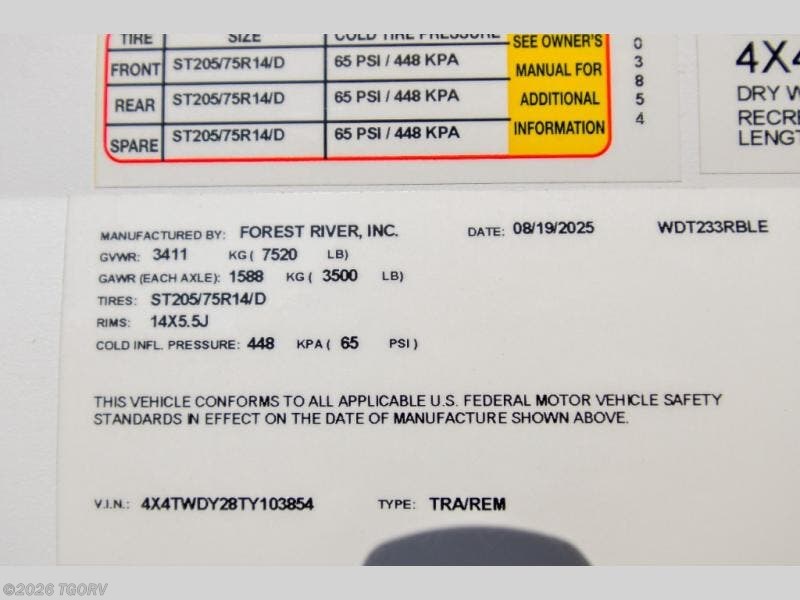 TIRE SIZE COLD TIRE PRESSURE SEE OWNER'S
FRONT ST205/75R14/D 65 PSI / 448 KPA MANUAL FOR
REAR ST205/75R14/D 65 PSI / 448 KPA ADDITIONAL
SPARE ST205/75R14/D 65 PSI / 448 KPA INFORMATION
0
3
8
5
4
4X4
DRY W
RECRE
LENGT
MANUFACTURED BY: FOREST RIVER, INC. DATE: 08/19/2025 WDT233RBLE
GVWR: 3411 KG ( 7520 LB)
GAWR (EACH AXLE): 1588 KG ( 3500 LB)
TIRES: ST205/75R14/D
RIMS: 14X5.5J
COLD INFL. PRESSURE: 448 KPA ( 65 PSI )
THIS VEHICLE CONFORMS TO ALL APPLICABLE U.S. FEDERAL MOTOR VEHICLE SAFETY
STANDARDS IN EFFECT ON THE DATE OF MANUFACTURE SHOWN ABOVE.
V.I.N.: 4X4TWDY28TY103854 TYPE: TRA/REM
©2026 TGORV